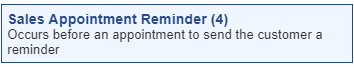 Sales Appointment Reminder (4)
Occurs before an appointment to send the customer a
reminder